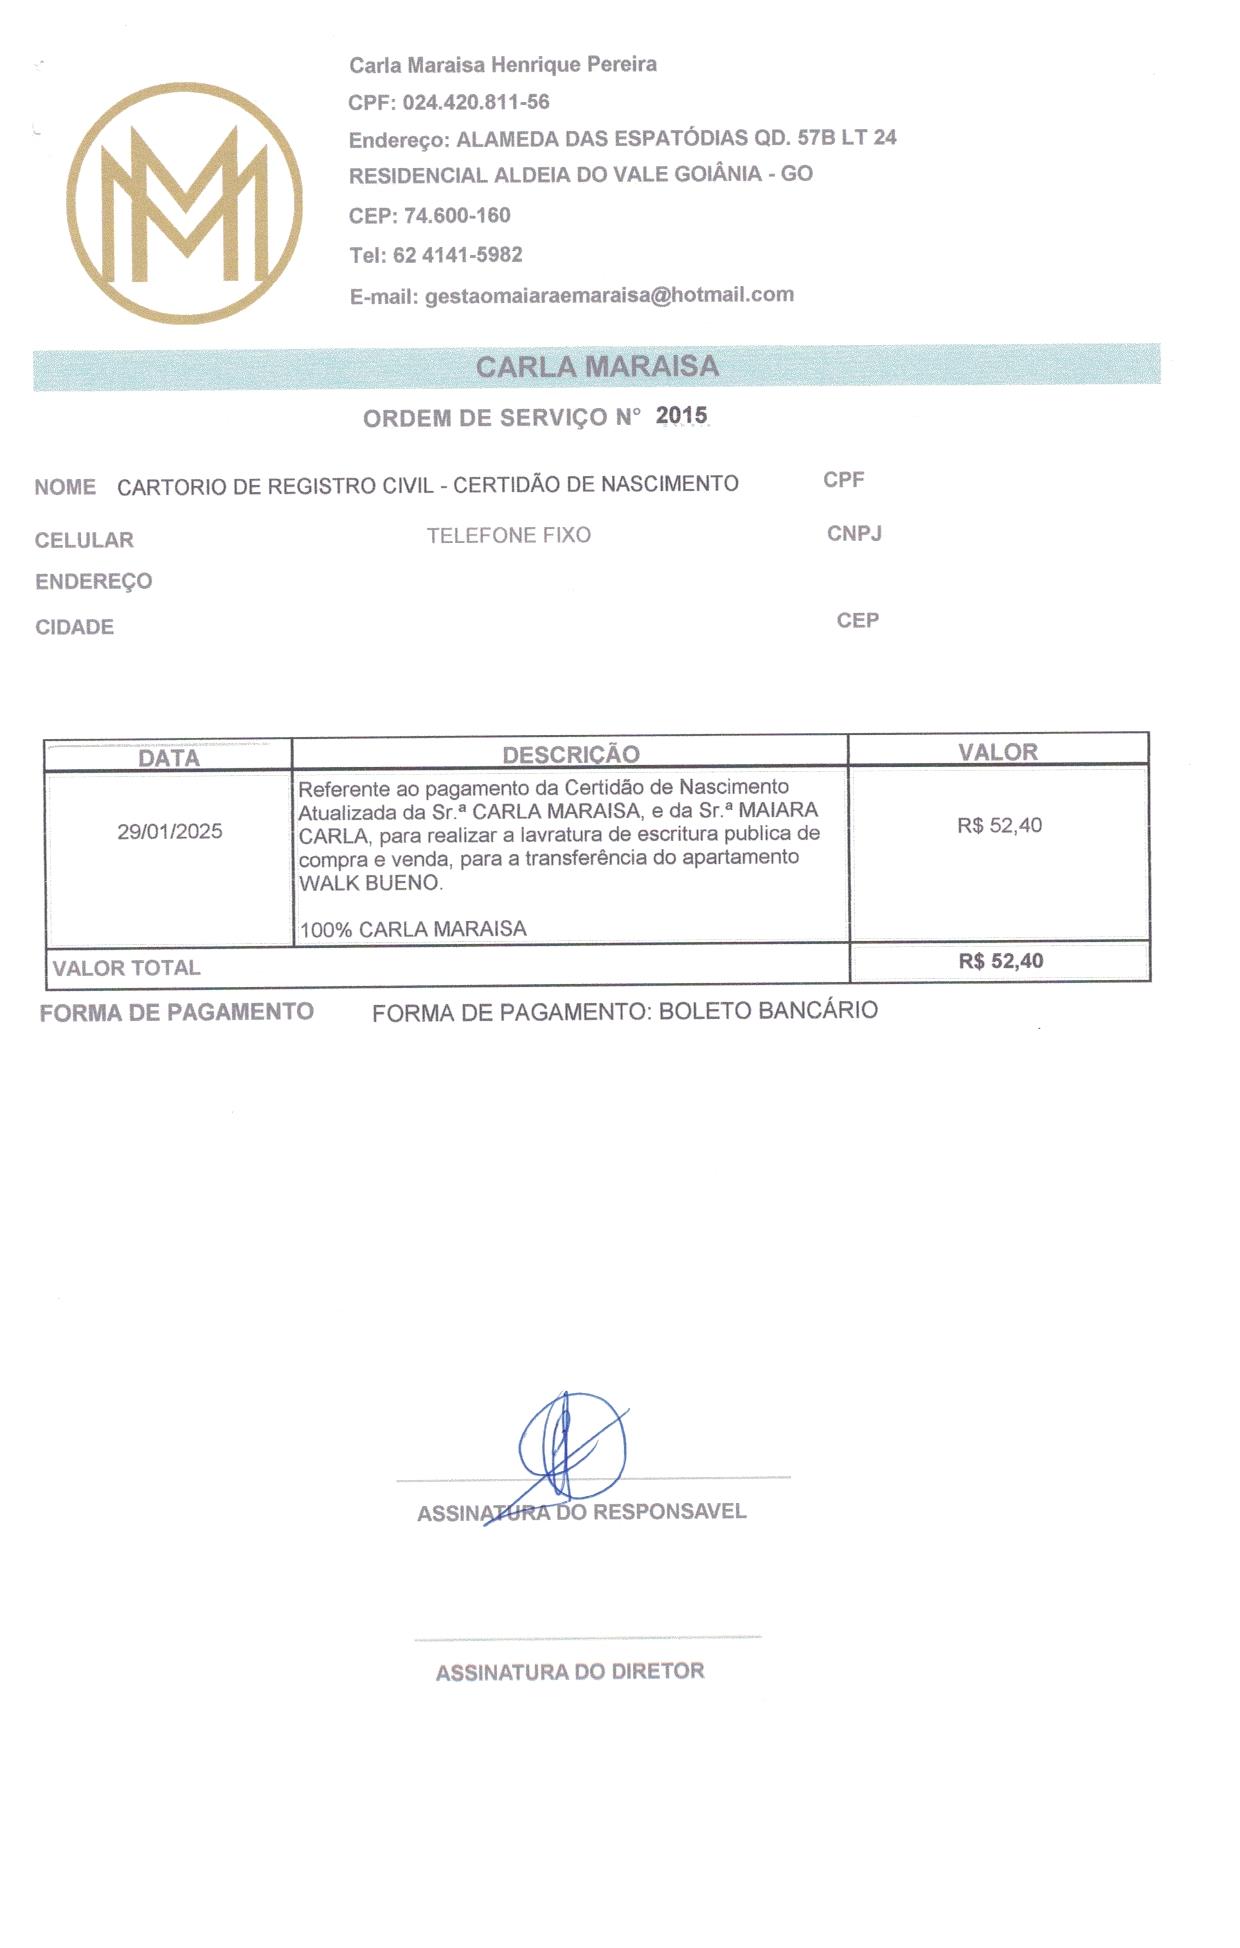 Carla Maraisa Henrique Pereira
CPF: 024.420.811-56
Endereço: ALAMEDA DAS ESPATÓDIAS QD. 57B LT 24
RESIDENCIAL ALDEIA DO VALE GOIÂNIA - GO
CEP: 74.600-160
Tel: 62 4141-5982
E-mail: gestaomaiaraemaraisa@hotmail.com
CARLA MARAISA
ORDEM DE SERVIÇO N° 2015
NOME CARTORIO DE REGISTRO CIVIL - CERTIDÃO DE NASCIMENTO CPF
CELULAR TELEFONE FIXO CNPJ
ENDEREÇO
CIDADE CEP
DATA DESCRIÇÃO VALOR
Referente ao pagamento da Certidão de Nascimento
Atualizada da Sr.ª CARLA MARAISA, e da Sr.ª MAIARA
29/01/2025 CARLA, para realizar a lavratura de escritura publica de R$ 52,40
compra e venda, para a transferência do apartamento
WALK BUENO.
100% CARLA MARAISA
VALOR TOTAL R$ 52,40
FORMA DE PAGAMENTO FORMA DE PAGAMENTO: BOLETO BANCÁRIO
ASSINATURA DO RESPONSAVEL
ASSINATURA DO DIRETOR